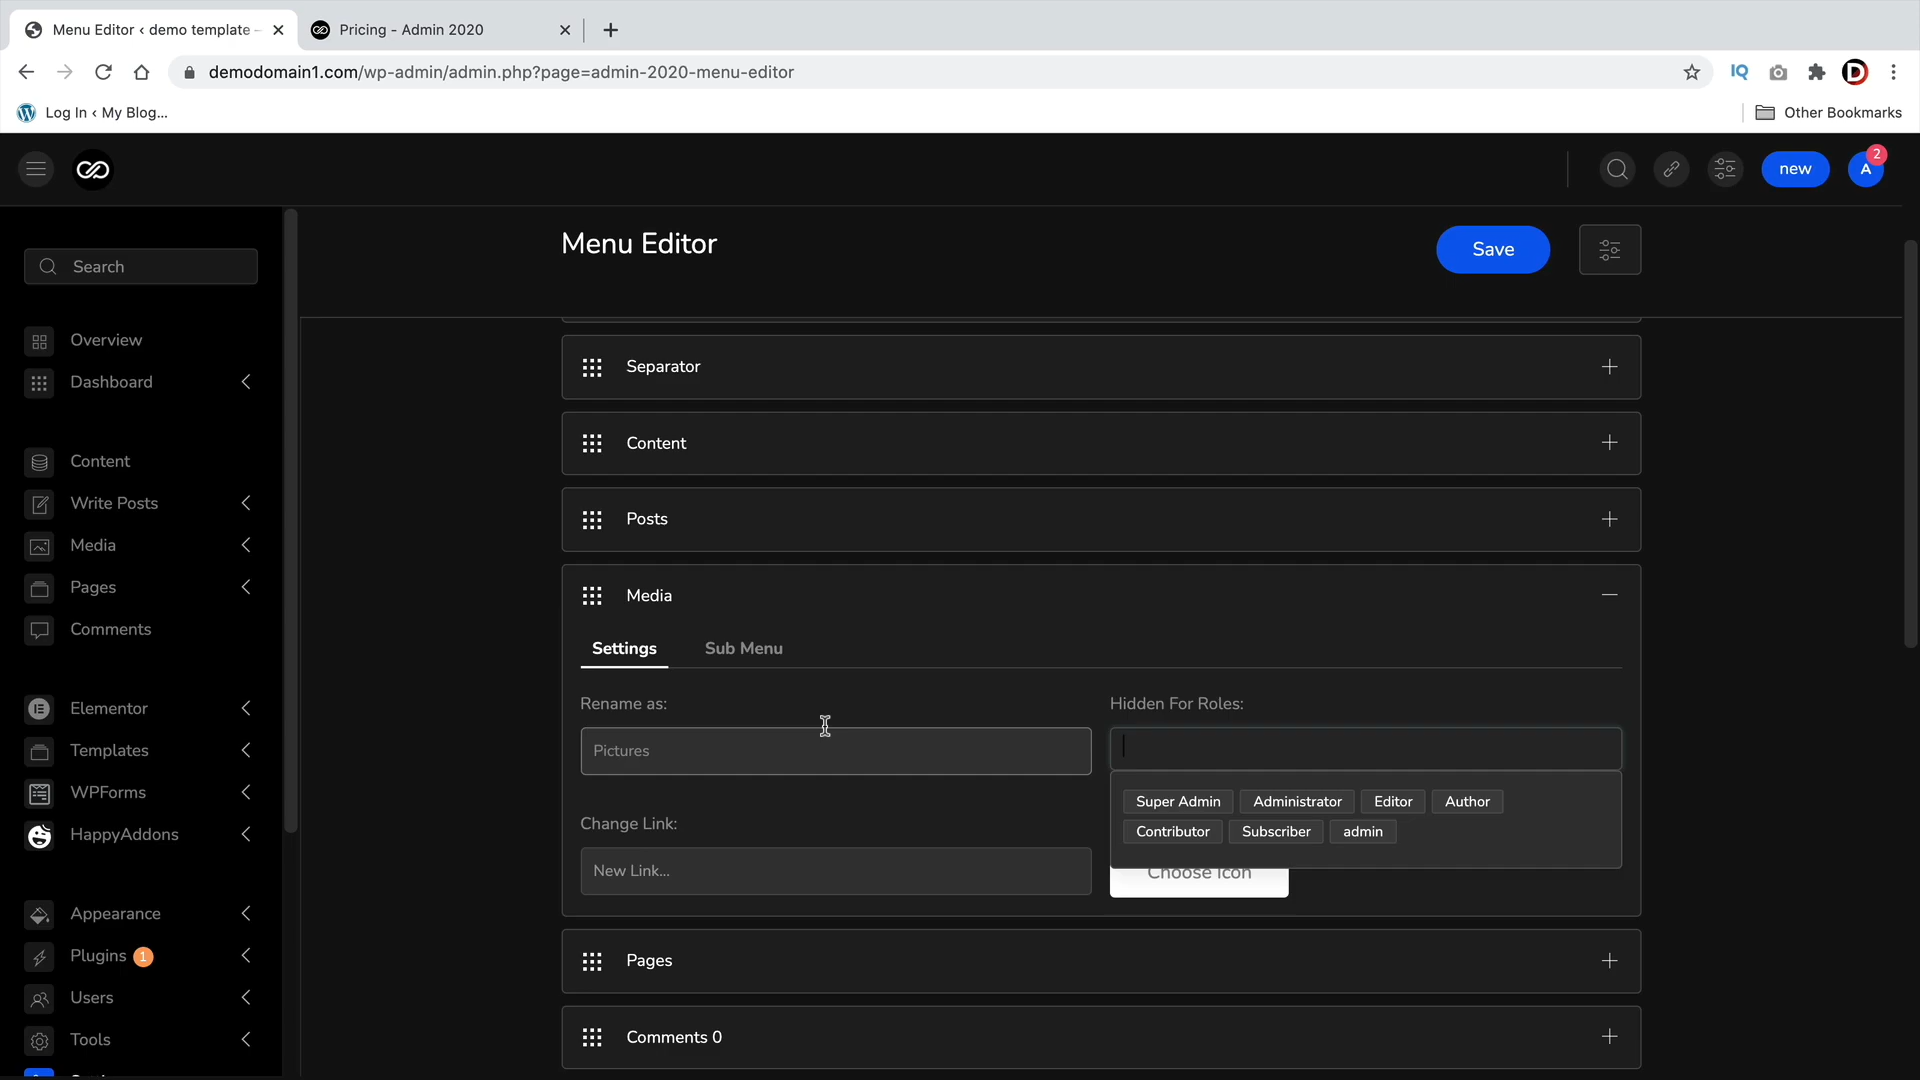 Menu Editor ‹ demo template –
Pricing - Admin 2020
demodomain1.com/wp-admin/admin.php?page=admin-2020-menu-editor
IQ
D
Log In ‹ My Blog...
Other Bookmarks
new
A
2
Search
Menu Editor
Save
Overview
Dashboard
Content
Write Posts
Media
Pages
Comments
Elementor
Templates
WPForms
HappyAddons
Appearance
Plugins 1
Users
Tools
Separator
Content
Posts
Media
Settings
Sub Menu
Rename as:
Hidden For Roles:
Pictures
Super Admin
Administrator
Editor
Author
Contributor
Subscriber
admin
Change Link:
New Link...
Choose Icon
Pages
Comments 0